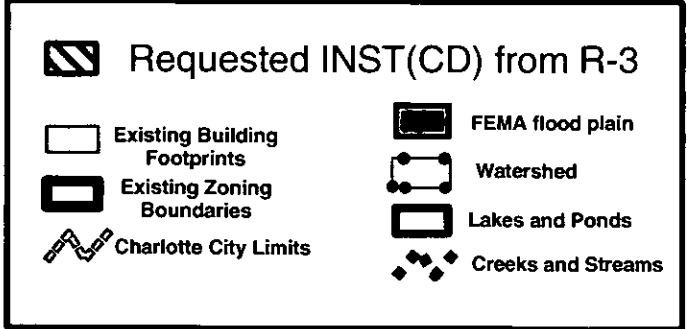 Requested INST(CD) from R-3
Existing Building
Footprints
Existing Zoning
Boundaries
Charlotte City Limits
FEMA flood plain
Watershed
Lakes and Ponds
Creeks and Streams